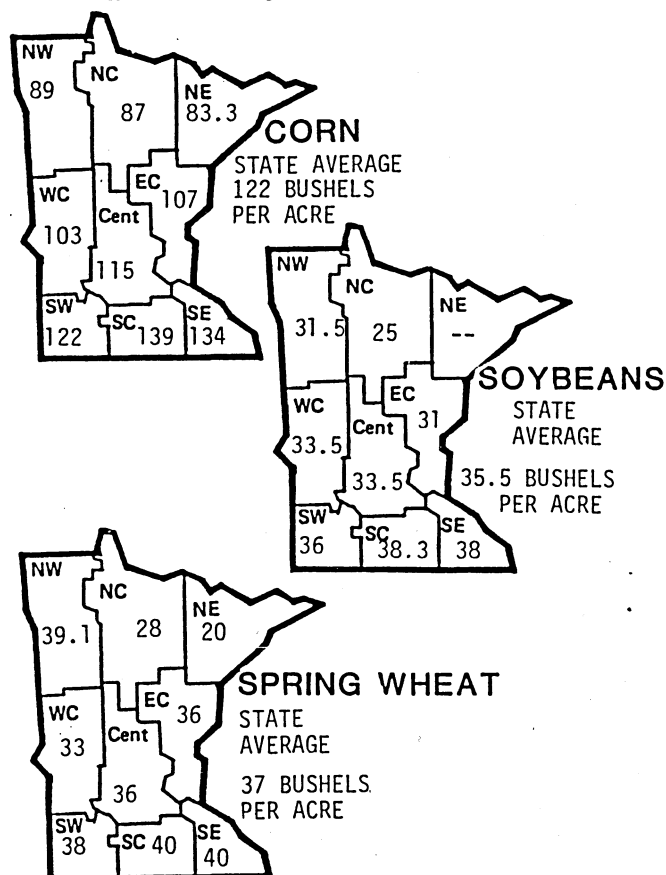 NW
89
NC
87
NE
83.3
CORN
STATE AVERAGE
122 BUSHELS
PER ACRE
WC
103
Cent
115
EC
107
SW
122
SC
139
SE
134
NW
31.5
NC
25
NE
--
SOYBEANS
STATE
AVERAGE
35.5 BUSHELS
PER ACRE
WC
33.5
Cent
33.5
EC
31
SW
36
SC
38.3
SE
38
NW
39.1
NC
28
NE
20
SPRING WHEAT
STATE
AVERAGE
37 BUSHELS
PER ACRE
WC
33
Cent
36
EC
36
SW
38
SC 40
SE
40